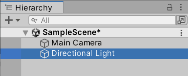 Hierarchy
All
SampleScene*
Main Camera
Directional Light